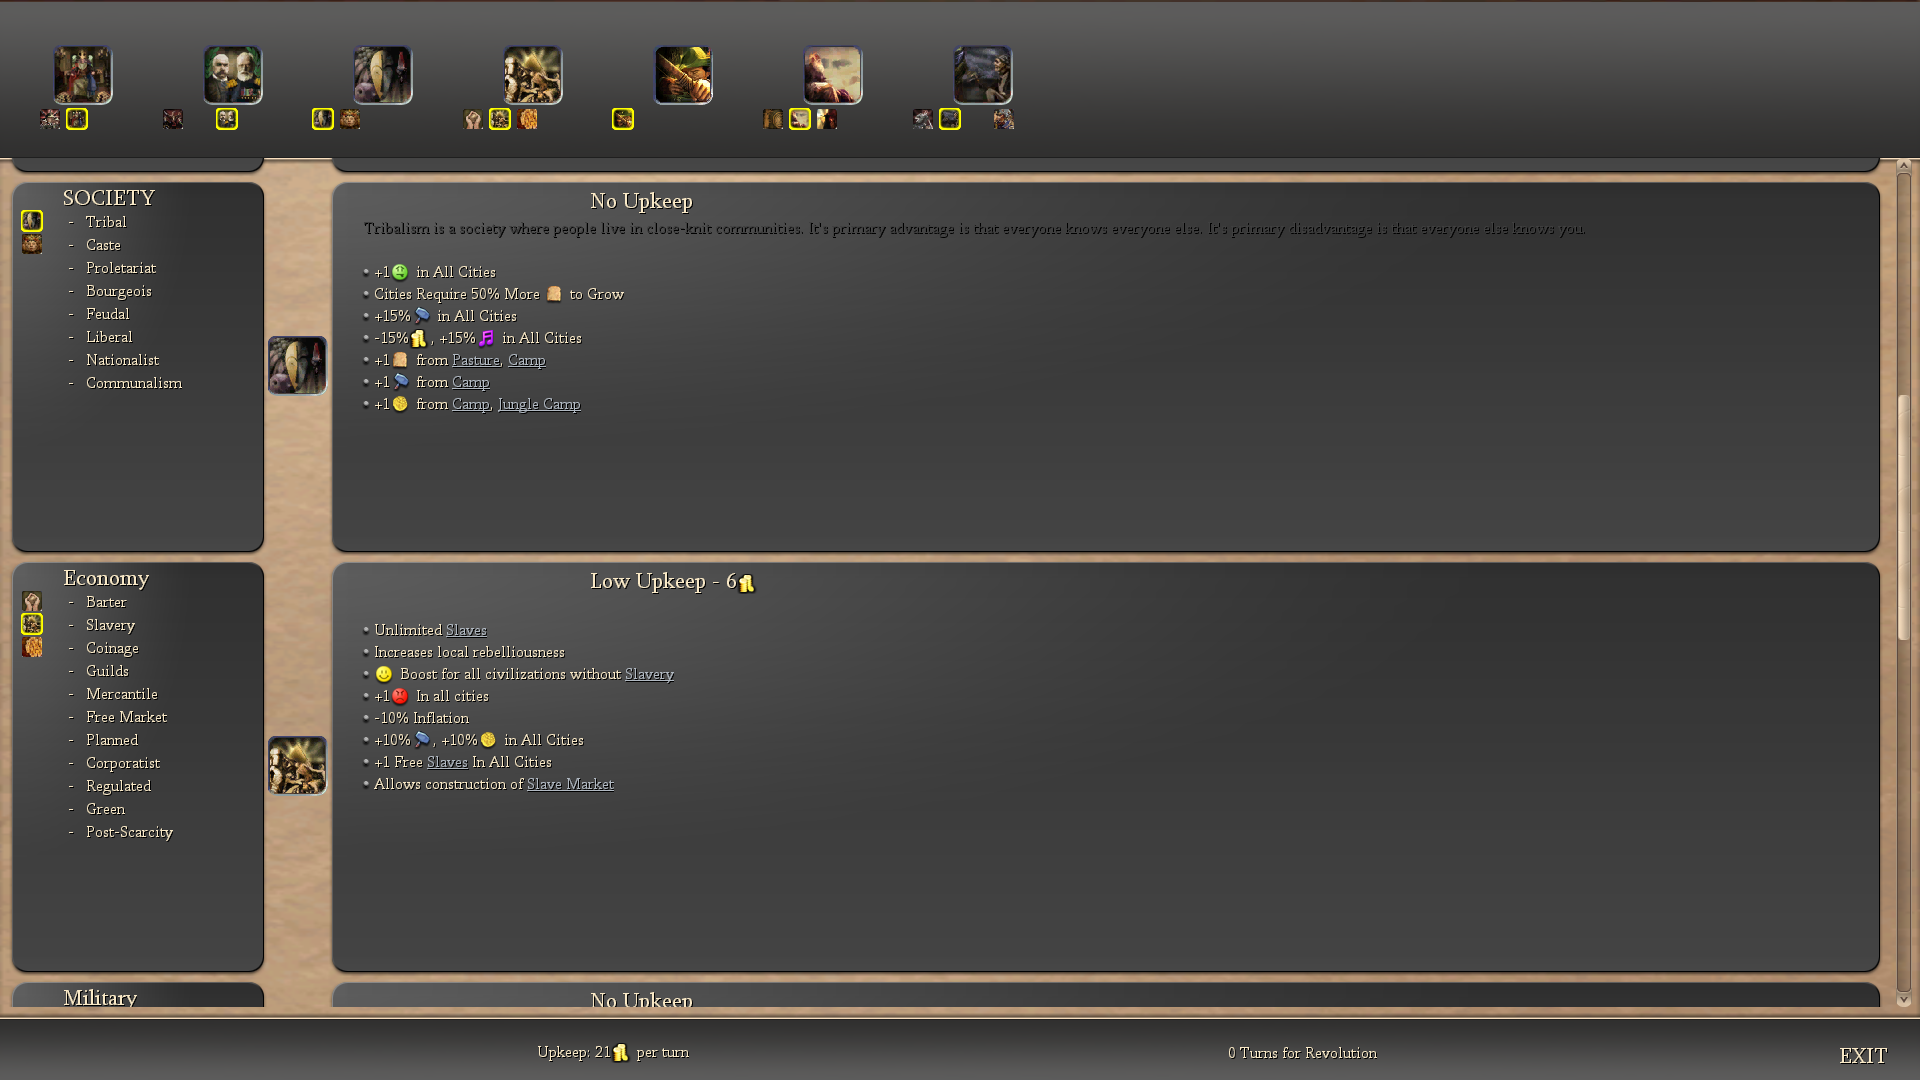 SOCIETY
- Tribal
- Caste
- Proletariat
- Bourgeois
- Feudal
- Liberal
- Nationalist
- Communalism
No Upkeep
Tribalism is a society where people live in close-knit communities. It's primary advantage is that everyone knows everyone else. It's primary disadvantage is that everyone else knows you.
+1 in All Cities
Cities Require 50% More to Grow
+15% in All Cities
-15% , +15% in All Cities
+1 from Pasture, Camp
+1 from Camp
+1 from Camp, Jungle Camp
Economy
- Barter
- Slavery
- Coinage
- Guilds
- Mercantile
- Free Market
- Planned
- Corporatist
- Regulated
- Green
- Post-Scarcity
Low Upkeep - 6
Unlimited Slaves
Increases local rebelliousness
Boost for all civilizations without Slavery
+1 In all cities
-10% Inflation
+10% , +10% in All Cities
+1 Free Slaves In All Cities
Allows construction of Slave Market
Military
No Upkeep
Upkeep: 21 per turn
0 Turns for Revolution
EXIT